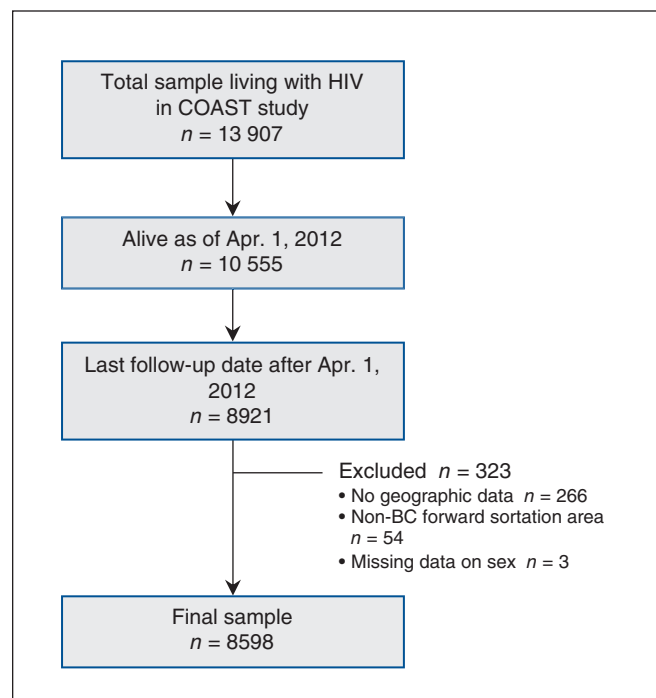 Total sample living with HIV
in COAST study
n = 13 907
Alive as of Apr. 1, 2012
n = 10 555
Last follow-up date after Apr. 1,
2012
n = 8921
Excluded n = 323
• No geographic data n = 266
• Non-BC forward sortation area
n = 54
• Missing data on sex n = 3
Final sample
n = 8598